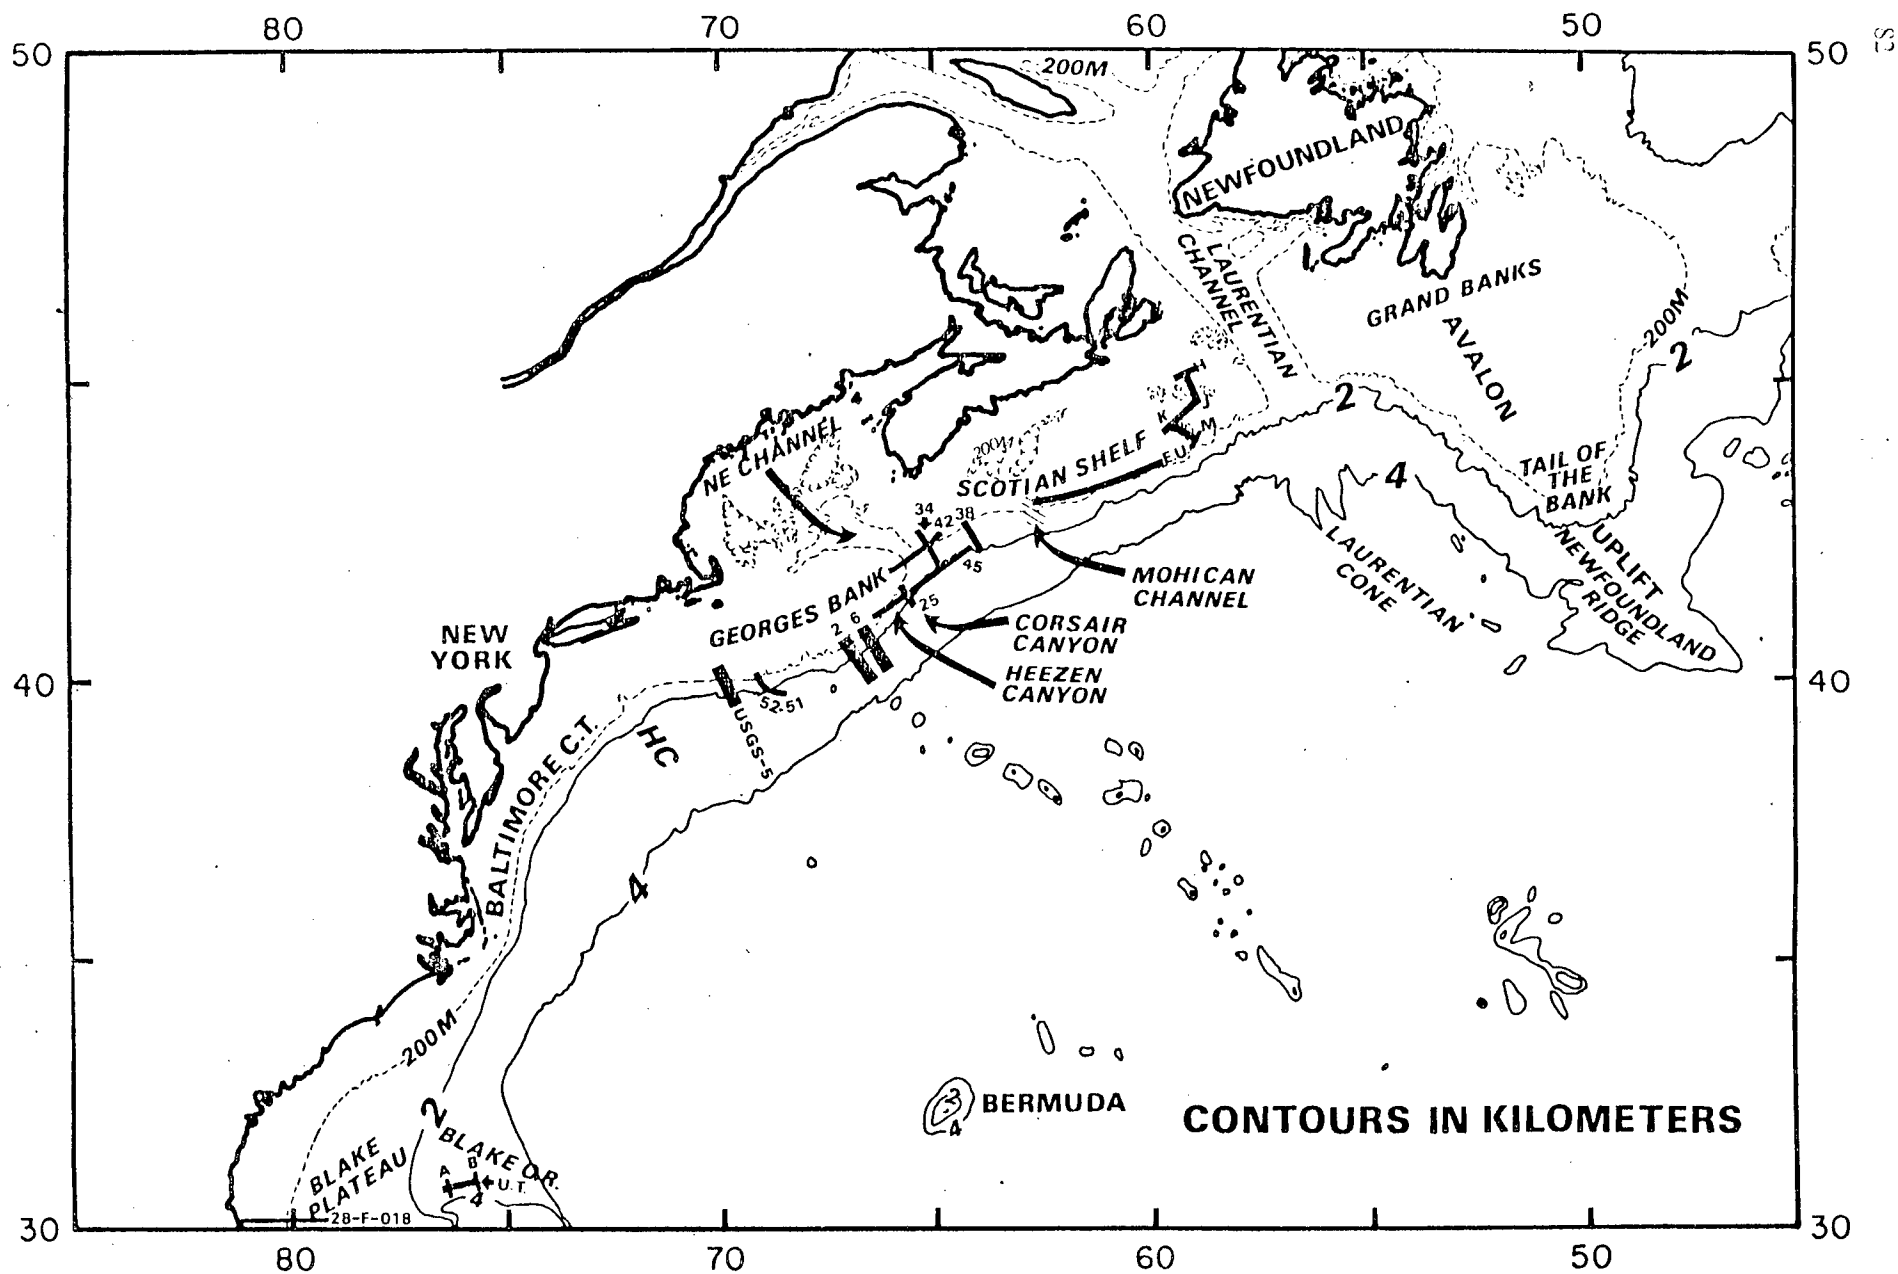 80
70
60
50
50
50
52
200M
NEWFOUNDLAND
LAURENTIAN
CHANNEL
GRAND BANKS
AVALON
200M
2
2
4
NE CHANNEL
200M
SCOTIAN SHELF
K
J
M
F.U.
TAIL OF
THE
BANK
UPLIFT
NEWFOUNDLAND
RIDGE
LAURENTIAN
CONE
34
42
38
45
MOHICAN
CHANNEL
GEORGES BANK
2
6
25
CORSAIR
CANYON
HEEZEN
CANYON
NEW
YORK
40
40
52-51
USGS-5
HC
BALTIMORE C.T.
4
200M
2
4
BERMUDA
CONTOURS IN KILOMETERS
BLAKE
PLATEAU
BLAKE O.R.
A
B
U.T.
4
28-F-018
30
30
80
70
60
50